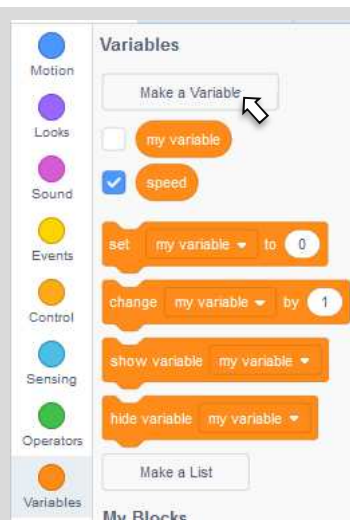 Motion
Looks
Sound
Events
Control
Sensing
Operators
Variables
Variables
Make a Variable
my variable
speed
set my variable to 0
change my variable by 1
show variable my variable
hide variable my variable
Make a List
My Blocks